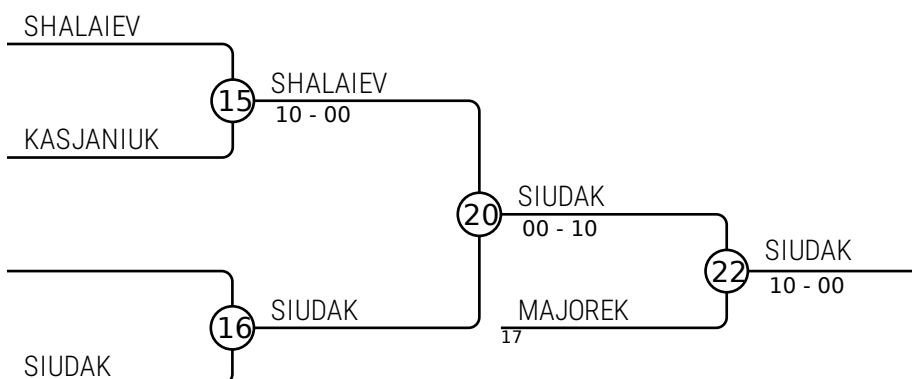 SHALAIEV
15
SHALAIEV
10 - 00
KASJANIUK
20
SIUDAK
00 - 10
22
SIUDAK
10 - 00
16
SIUDAK
MAJOREK
17
SIUDAK